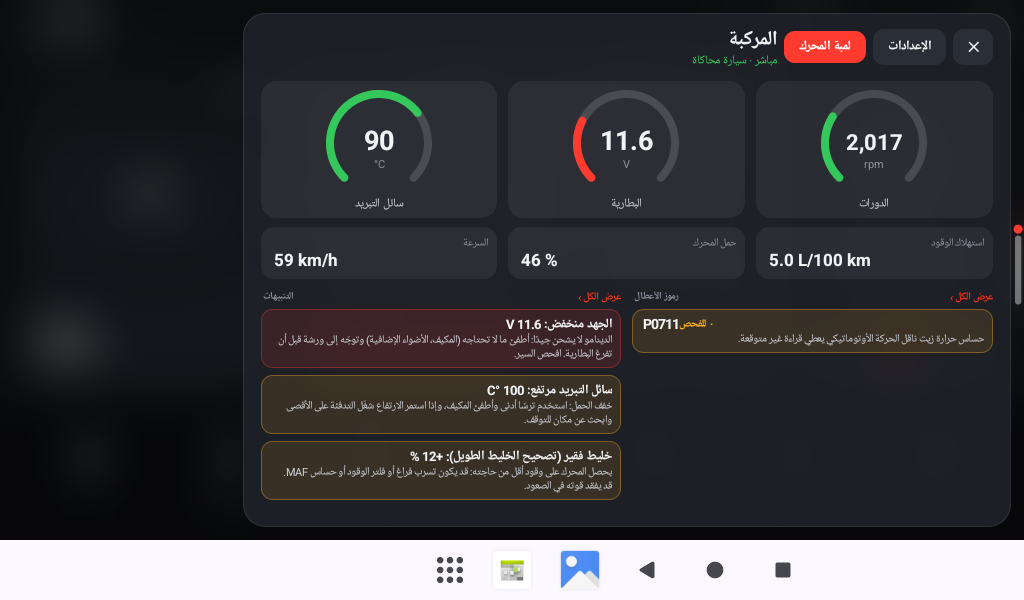 المركبة
مباشر · سيارة محاكاة
لمبة المحرك
الإعدادات
2,017
rpm
الدورات
11.6
V
البطارية
90
°C
سائل التبريد
استهلاك الوقود
5.0 L/100 km
حمل المحرك
46 %
السرعة
59 km/h
رموز الأعطال
عرض الكل ›
P0711 · للفحص
حساس حرارة زيت ناقل الحركة الأوتوماتيكي يعطي قراءة غير متوقعة.
التنبيهات
عرض الكل ›
الجهد منخفض: 11.6 V
الدينامو لا يشحن جيدًا: أطفئ ما لا تحتاجه (المكيف، الأضواء الإضافية) وتوجّه إلى ورشة قبل أن
تفرغ البطارية. افحص السير.
سائل التبريد مرتفع: 100 °C
خفف الحمل: استخدم ترسًا أدنى وأطفئ المكيف، وإذا استمر الارتفاع شغّل التدفئة على الأقصى
وابحث عن مكان للتوقف.
خليط فقير (تصحيح الخليط الطويل): +12 %
يحصل المحرك على وقود أقل من حاجته: قد يكون تسرب فراغ أو فلتر الوقود أو حساس MAF.
قد يفقد قوته في الصعود.